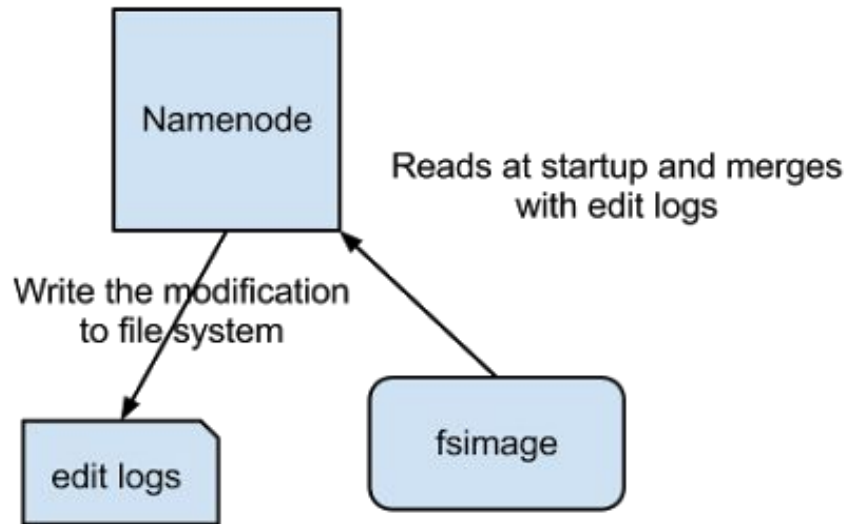 Namenode
Reads at startup and merges
with edit logs
Write the modification
to file system
edit logs
fsimage